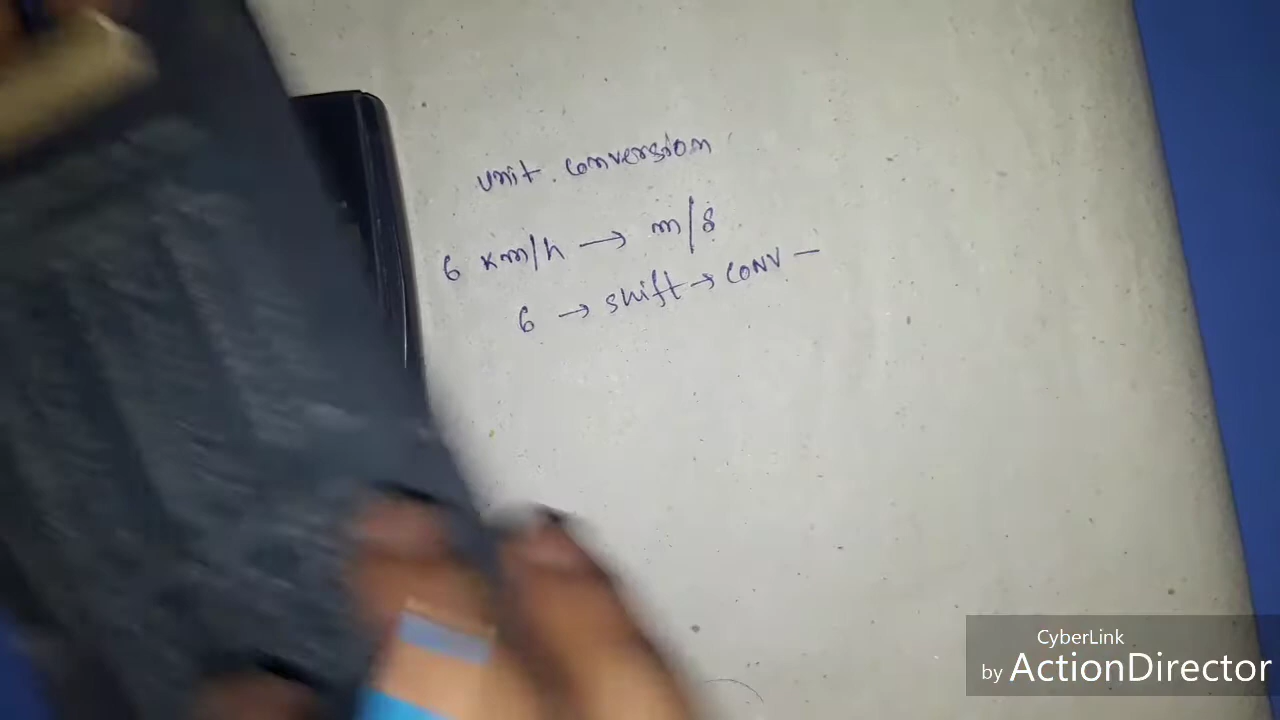 unit conversion
6 km/h → m/s
6 → shift → CONV —
CyberLink
by ActionDirector